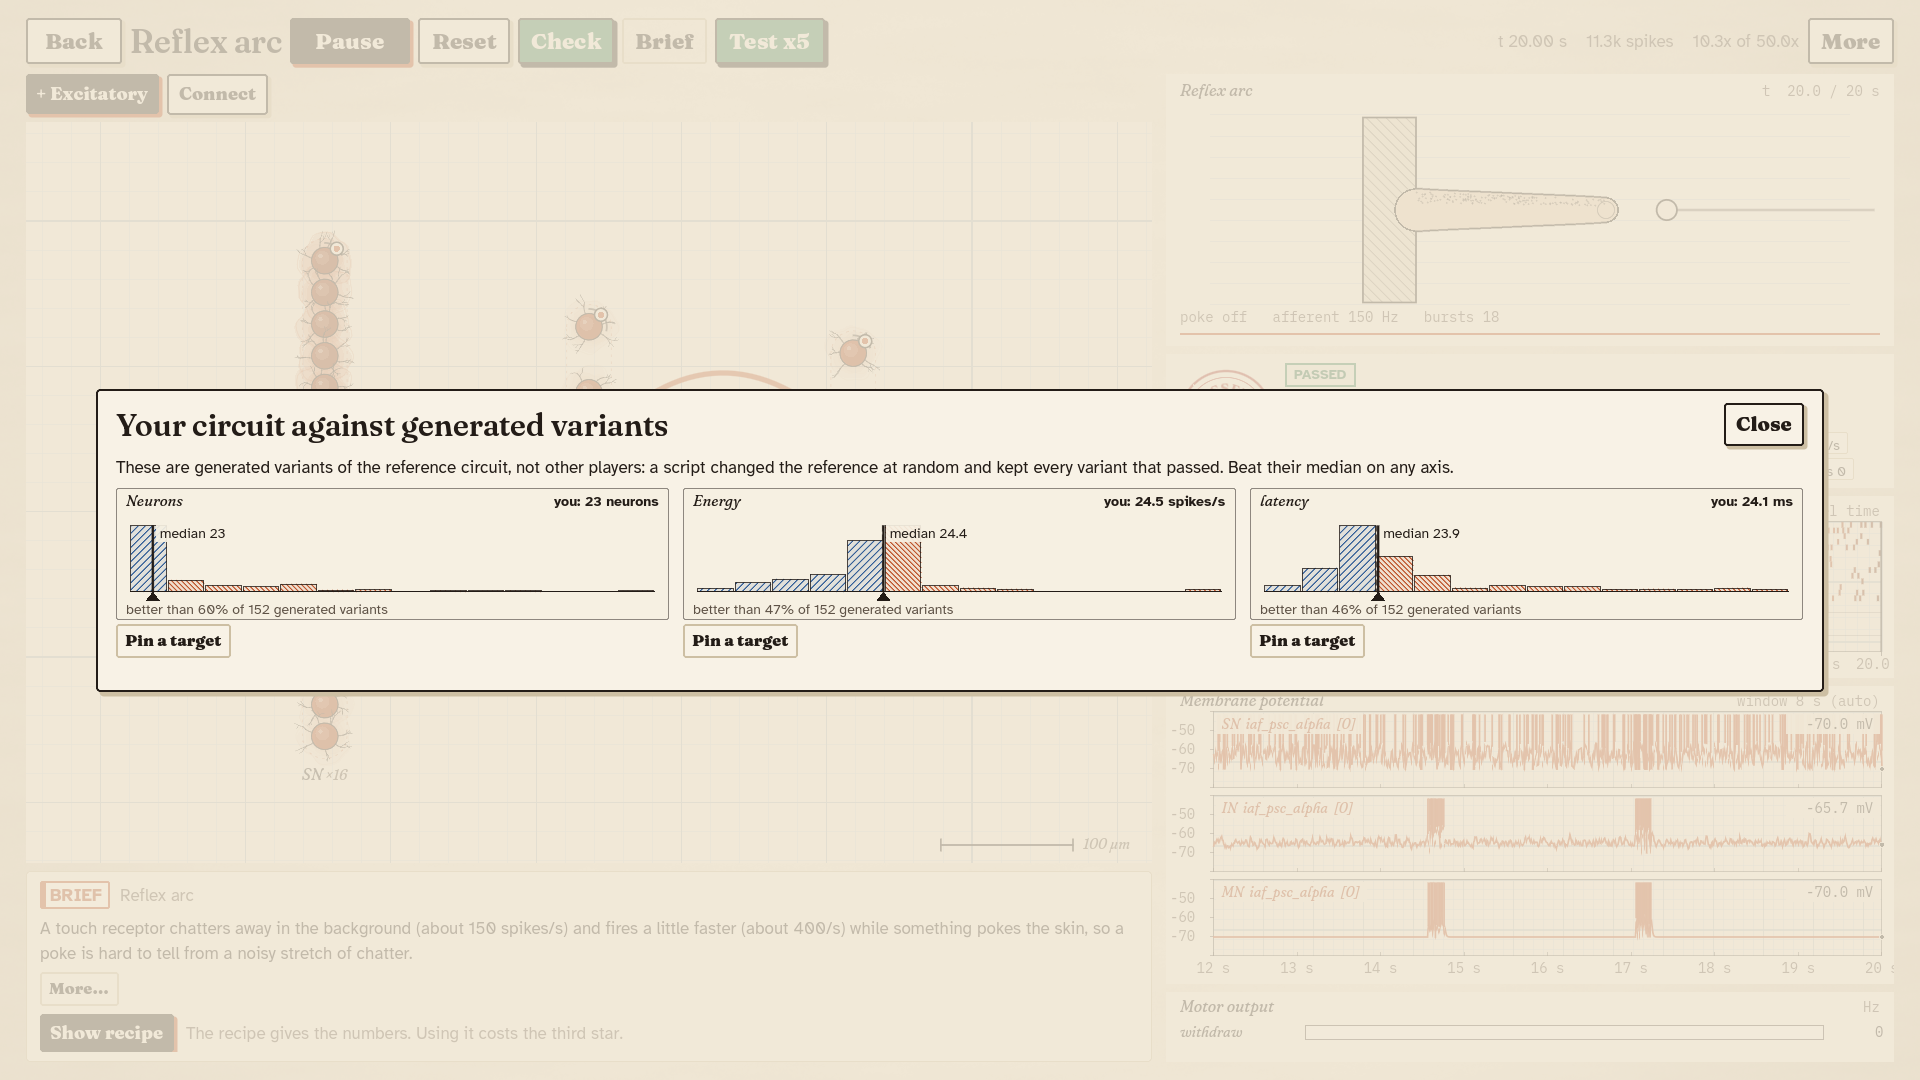 Back
Reflex arc
Pause
Reset
Check
Brief
Test x5
t 20.00 s 11.3k spikes 10.3x of 50.0x
More
+ Excitatory
Connect
Reflex arc
t 20.0 / 20 s
poke off afferent 150 Hz bursts 18
PASSED
Your circuit against generated variants
Close
These are generated variants of the reference circuit, not other players: a script changed the reference at random and kept every variant that passed. Beat their median on any axis.
Neurons
you: 23 neurons
median 23
better than 60% of 152 generated variants
Pin a target
Energy
you: 24.5 spikes/s
median 24.4
better than 47% of 152 generated variants
Pin a target
latency
you: 24.1 ms
median 23.9
better than 46% of 152 generated variants
Pin a target
/s
s 0
l time
s 20.0
SN ×16
100 µm
Membrane potential
window 8 s (auto)
SN iaf_psc_alpha [0]
-70.0 mV
-50
-60
-70
IN iaf_psc_alpha [0]
-65.7 mV
-50
-60
-70
MN iaf_psc_alpha [0]
-70.0 mV
-50
-60
-70
12 s 13 s 14 s 15 s 16 s 17 s 18 s 19 s 20 s
BRIEF Reflex arc
A touch receptor chatters away in the background (about 150 spikes/s) and fires a little faster (about 400/s) while something pokes the skin, so a
poke is hard to tell from a noisy stretch of chatter.
More...
Show recipe
The recipe gives the numbers. Using it costs the third star.
Motor output
Hz
withdraw
0